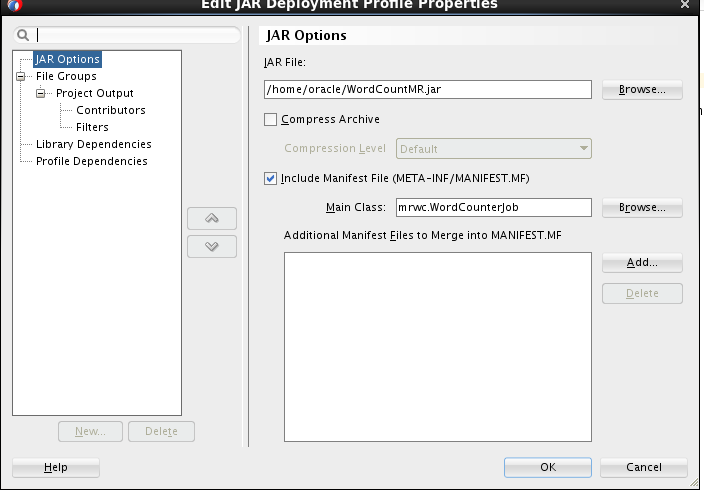 Edit JAR Deployment Profile Properties
JAR Options
File Groups
Project Output
Contributors
Filters
Library Dependencies
Profile Dependencies
New...
Delete
JAR Options
JAR File:
/home/oracle/WordCountMR.jar
Browse...
Compress Archive
Compression Level
Default
Include Manifest File (META-INF/MANIFEST.MF)
Main Class:
mrwc.WordCounterJob
Browse...
Additional Manifest Files to Merge into MANIFEST.MF
Add...
Delete
Help
OK
Cancel